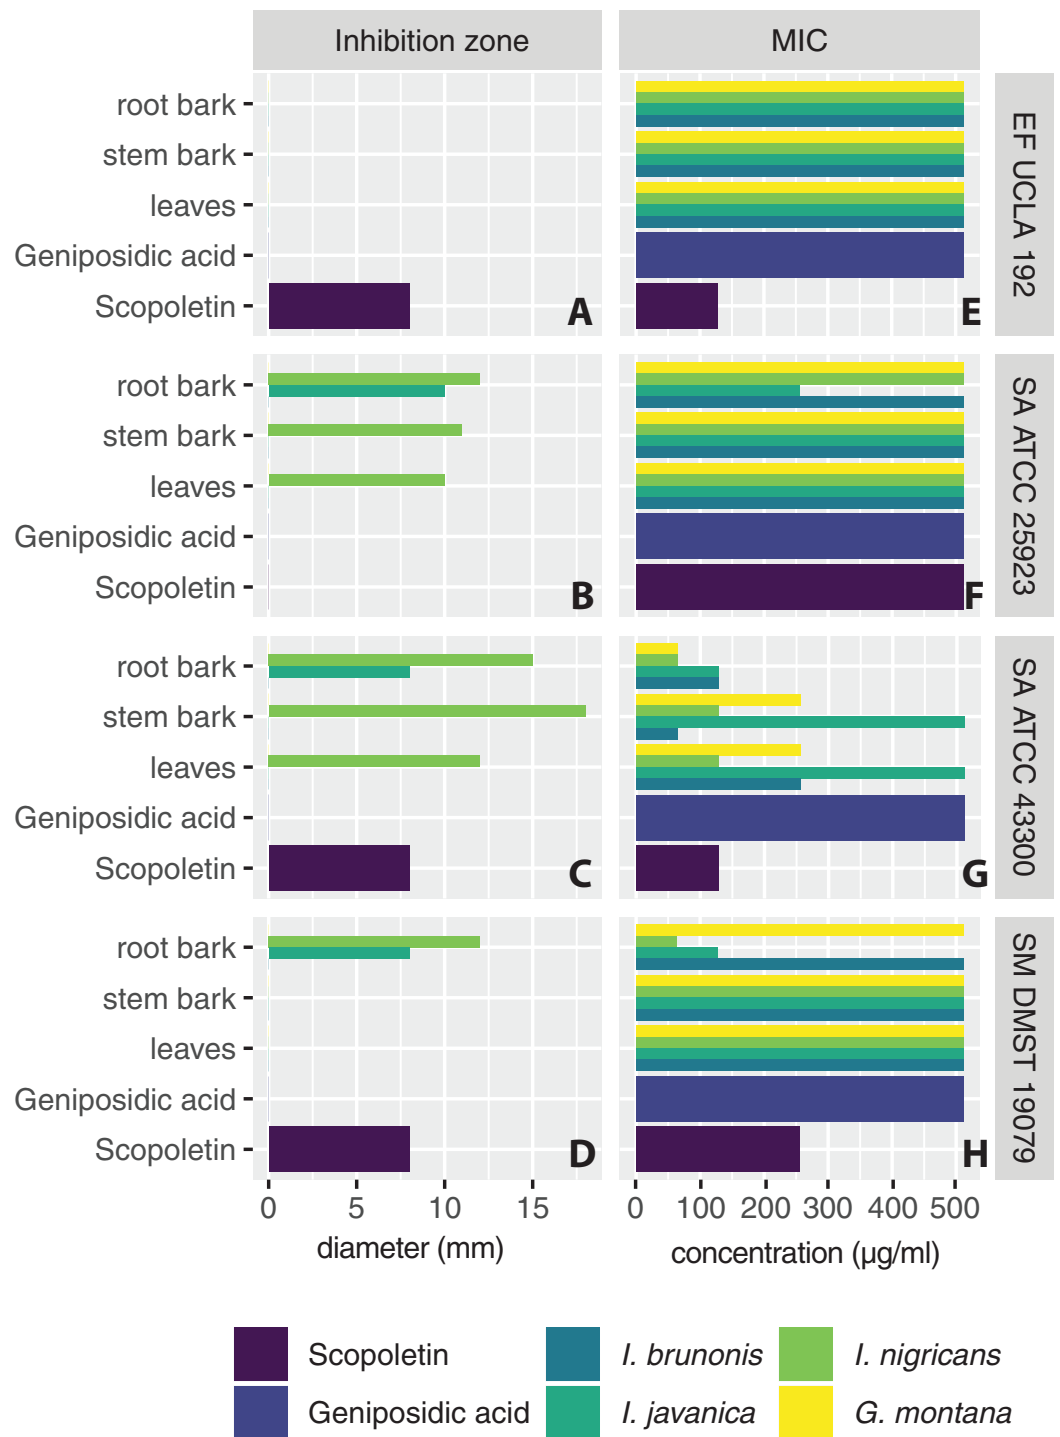 Inhibition zone
MIC
root bark
stem bark
leaves
Geniposidic acid
Scopoletin
A
E
EF UCLA 192
root bark
stem bark
leaves
Geniposidic acid
Scopoletin
B
F
SA ATCC 25923
root bark
stem bark
leaves
Geniposidic acid
Scopoletin
C
G
SA ATCC 43300
root bark
stem bark
leaves
Geniposidic acid
Scopoletin
D
H
SM DMST 19079
0 5 10 15
0 100 200 300 400 500
diameter (mm)
concentration (µg/ml)
Scopoletin
I. brunonis
I. nigricans
Geniposidic acid
I. javanica
G. montana